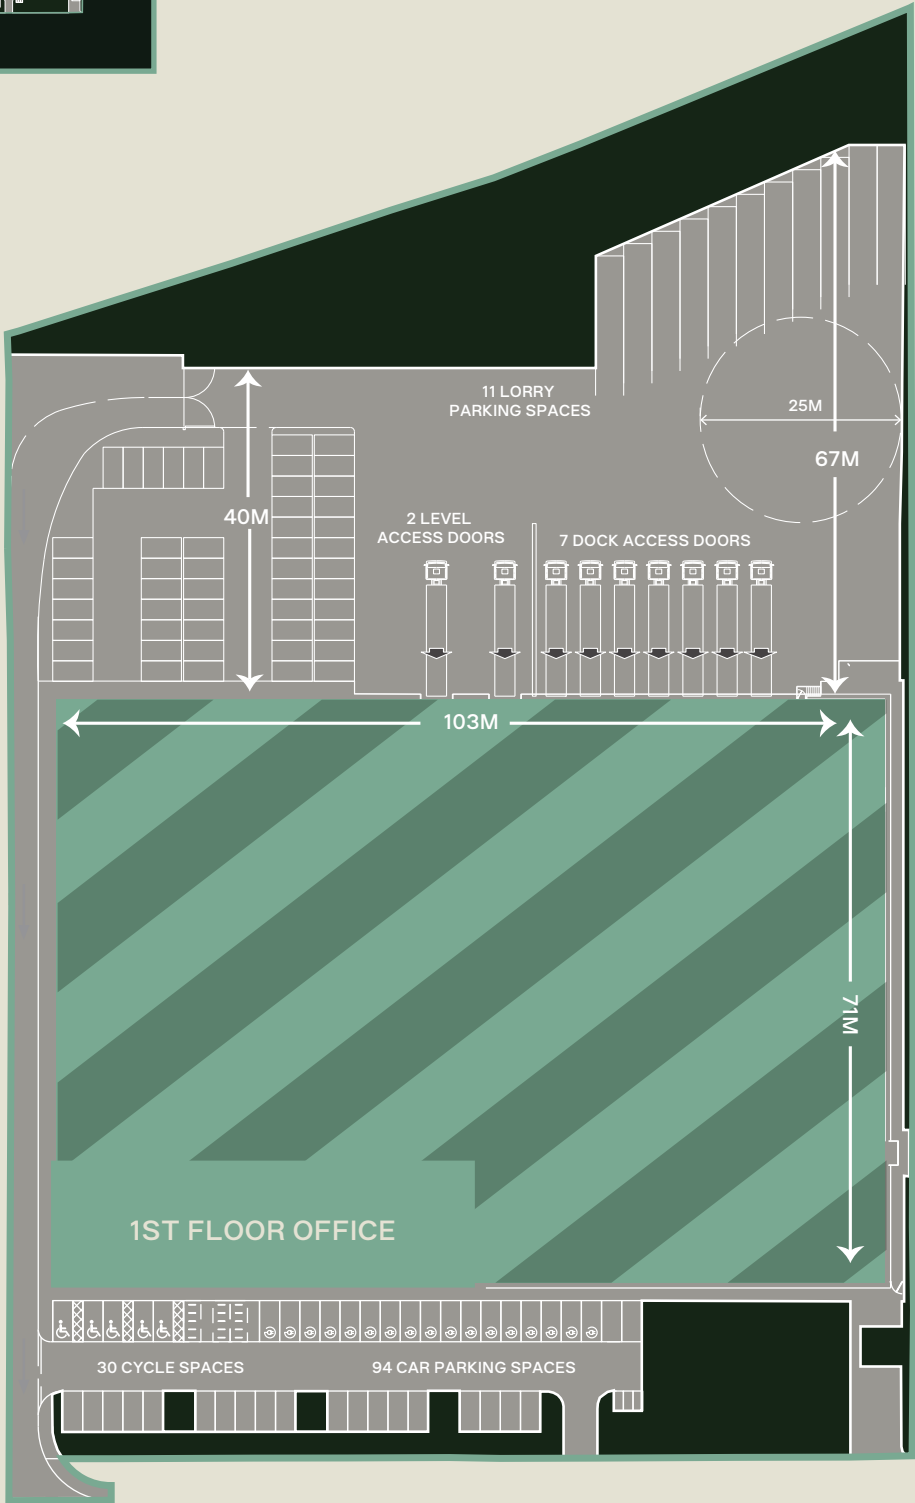 11 LORRY
PARKING SPACES
25M
67M
40M
2 LEVEL
ACCESS DOORS
7 DOCK ACCESS DOORS
103M
71M
1ST FLOOR OFFICE
30 CYCLE SPACES
94 CAR PARKING SPACES